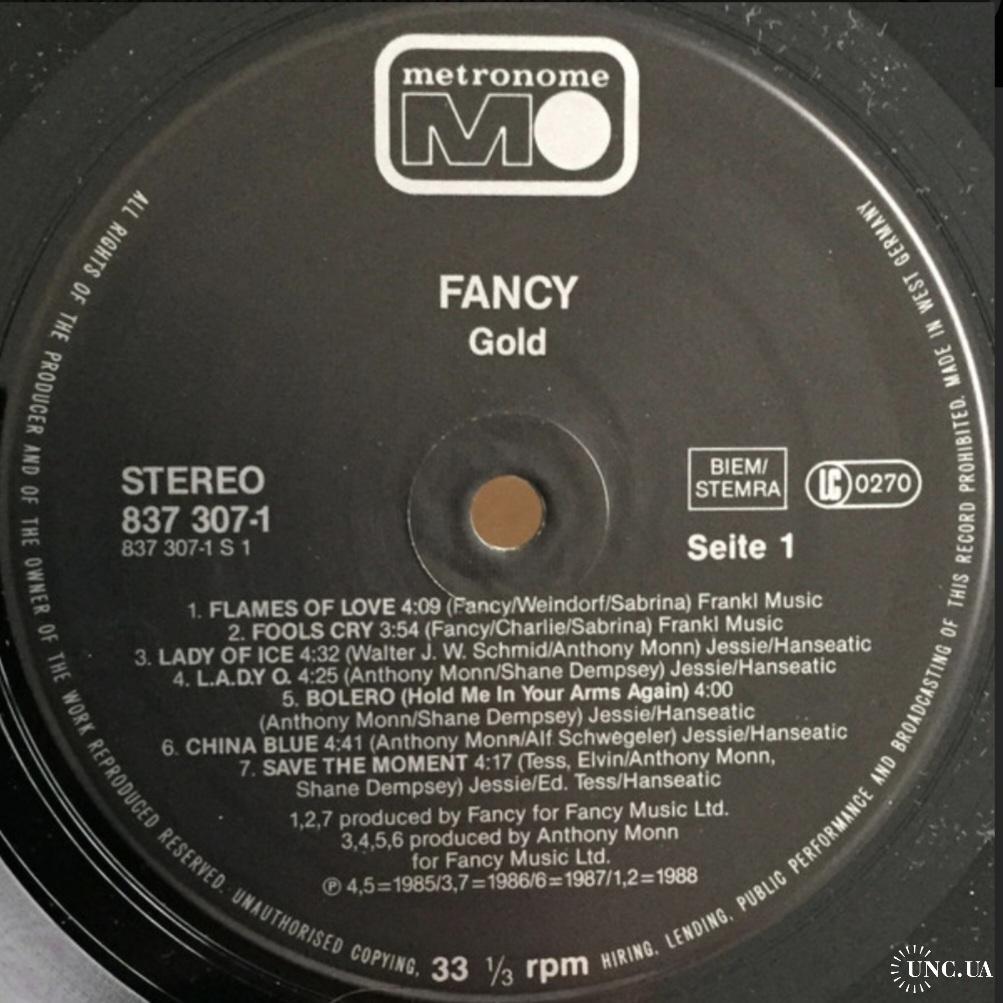 metronome
MO
FANCY
Gold
STEREO
837 307-1
837 307-1 S 1
BIEM/
STEMRA
LC 0270
Seite 1
1. FLAMES OF LOVE 4:09 (Fancy/Weindorf/Sabrina) Frankl Music
2. FOOLS CRY 3:54 (Fancy/Charlie/Sabrina) Frankl Music
3. LADY OF ICE 4:32 (Walter J. W. Schmid/Anthony Monn) Jessie/Hanseatic
4. L.A.D.Y O. 4:25 (Anthony Monn/Shane Dempsey) Jessie/Hanseatic
5. BOLERO (Hold Me In Your Arms Again) 4:00
(Anthony Monn/Shane Dempsey) Jessie/Hanseatic
6. CHINA BLUE 4:41 (Anthony Monn/Alf Schwegeler) Jessie/Hanseatic
7. SAVE THE MOMENT 4:17 (Tess, Elvin/Anthony Monn,
Shane Dempsey) Jessie/Ed. Tess/Hanseatic
1,2,7 produced by Fancy for Fancy Music Ltd.
3,4,5,6 produced by Anthony Monn
for Fancy Music Ltd.
℗ 4,5=1985/3,7=1986/6=1987/1,2=1988
ALL RIGHTS OF THE PRODUCER AND OF THE OWNER OF THE WORK REPRODUCED RESERVED. UNAUTHORISED COPYING, HIRING, LENDING, PUBLIC PERFORMANCE AND BROADCASTING OF THIS RECORD PROHIBITED. MADE IN WEST GERMANY
33 1/3 rpm
UNC.UA